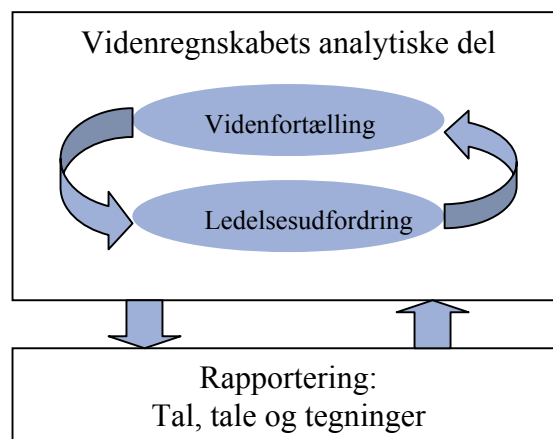 Videnregnskabets analytiske del
Videnfortælling
Ledelsesudfordring
Rapportering:
Tal, tale og tegninger